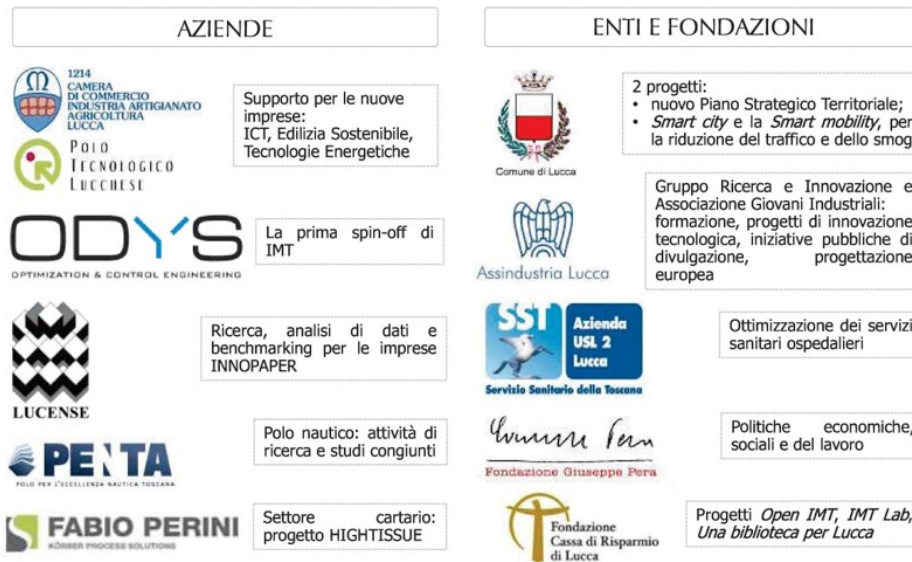 AZIENDE
1214
CAMERA
DI COMMERCIO
INDUSTRIA ARTIGIANATO
AGRICOLTURA
LUCCA
POLO
TECNOLOGICO
LUCCHESE
Supporto per le nuove
imprese:
ICT, Edilizia Sostenibile,
Tecnologie Energetiche
ODYS
OPTIMIZATION & CONTROL ENGINEERING
La prima spin-off di
IMT
LUCENSE
Ricerca, analisi di dati e
benchmarking per le imprese
INNOPAPER
PENTA
POLO PER L'ECCELLENZA NAUTICA TOSCANA
Polo nautico: attività di
ricerca e studi congiunti
FABIO PERINI
KÖRBER PROCESS SOLUTIONS
Settore cartario:
progetto HIGHTISSUE
ENTI E FONDAZIONI
Comune di Lucca
2 progetti:
• nuovo Piano Strategico Territoriale;
• Smart city e la Smart mobility, per
la riduzione del traffico e dello smog
Assindustria Lucca
Gruppo Ricerca e Innovazione e
Associazione Giovani Industriali:
formazione, progetti di innovazione
tecnologica, iniziative pubbliche di
divulgazione, progettazione
europea
SST
Azienda
USL 2
Lucca
Servizio Sanitario della Toscana
Ottimizzazione dei servizi
sanitari ospedalieri
Fondazione Giuseppe Pera
Politiche economiche,
sociali e del lavoro
Fondazione
Cassa di Risparmio
di Lucca
Progetti Open IMT, IMT Lab,
Una biblioteca per Lucca